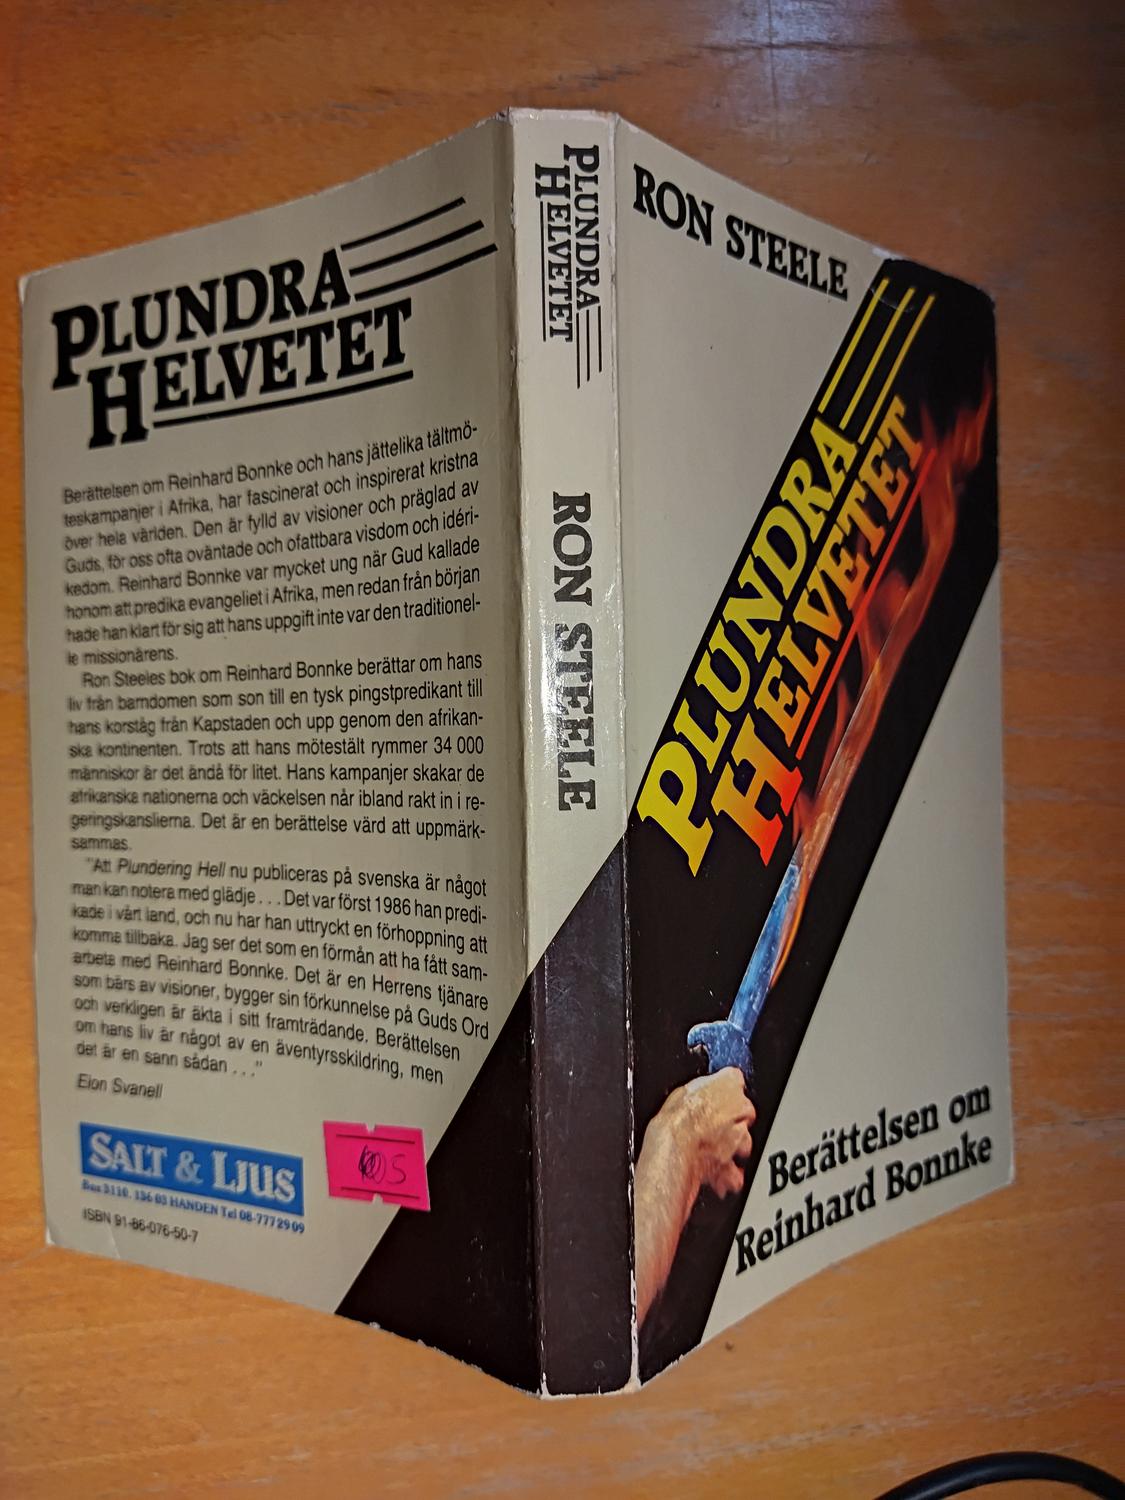 PLUNDRA
HELVETET
Berättelsen om Reinhard Bonnke och hans jättelika tältmö-
teskampanjer i Afrika, har fascinerat och inspirerat kristna
över hela världen. Den är fylld av visioner och präglad av
Guds, för oss ofta oväntade och ofattbara visdom och idéri-
kedom. Reinhard Bonnke var mycket ung när Gud kallade
honom att predika evangeliet i Afrika, men redan från början
hade han klart för sig att hans uppgift inte var den traditionel-
le missionärens.
Ron Steeles bok om Reinhard Bonnke berättar om hans
liv från barndomen som son till en tysk pingstpredikant till
hans korståg från Kapstaden och upp genom den afrikan-
ska kontinenten. Trots att hans mötestält rymmer 34 000
människor är det ändå för litet. Hans kampanjer skakar de
afrikanska nationerna och väckelsen når ibland rakt in i re-
geringskanslierna. Det är en berättelse värd att uppmärk-
sammas.
"Att Plundering Hell nu publiceras på svenska är något
man kan notera med glädje . . . Det var först 1986 han predi-
kade i vårt land, och nu har han uttryckt en förhoppning att
komma tillbaka. Jag ser det som en förmån att ha fått sam-
arbeta med Reinhard Bonnke. Det är en Herrens tjänare
som bärs av visioner, bygger sin förkunnelse på Guds Ord
och verkligen är äkta i sitt framträdande. Berättelsen
om hans liv är något av en äventyrsskildring, men
det är en sann sådan . . ."
Elon Svanell
SALT & LJUS
Box 3110. 136 03 HANDEN Tel 08-777 29 09
ISBN 91-86-076-50-7
PLUNDRA
HELVETET
RON STEELE
RON STEELE
PLUNDRA
HELVETET
Berättelsen om
Reinhard Bonnke